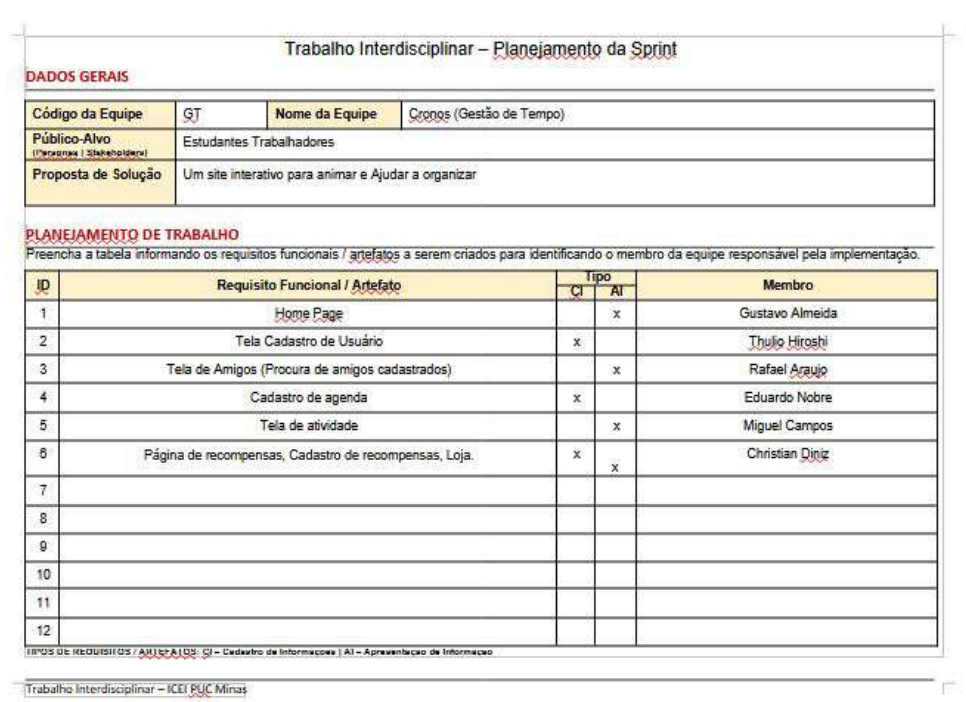 Trabalho Interdisciplinar – Planejamento da Sprint
DADOS GERAIS
Código da Equipe GT Nome da Equipe Cronos (Gestão de Tempo)
Público-Alvo Estudantes Trabalhadores
(Personas | Stakeholders)
Proposta de Solução Um site interativo para animar e Ajudar a organizar
PLANEJAMENTO DE TRABALHO
Preencha a tabela informando os requisitos funcionais / artefatos a serem criados para identificando o membro da equipe responsável pela implementação.
ID Requisito Funcional / Artefato Tipo Membro
CI AI
1 Home Page x Gustavo Almeida
2 Tela Cadastro de Usuário x Thulio Hiroshi
3 Tela de Amigos (Procura de amigos cadastrados) x Rafael Araujo
4 Cadastro de agenda x Eduardo Nobre
5 Tela de atividade x Miguel Campos
6 Página de recompensas, Cadastro de recompensas, Loja. x x Christian Diniz
7
8
9
10
11
12
TIPOS DE REQUISITOS / ARTEFATOS: CI – Cadastro de Informações | AI – Apresentação de Informação
Trabalho Interdisciplinar – ICEI PUC Minas